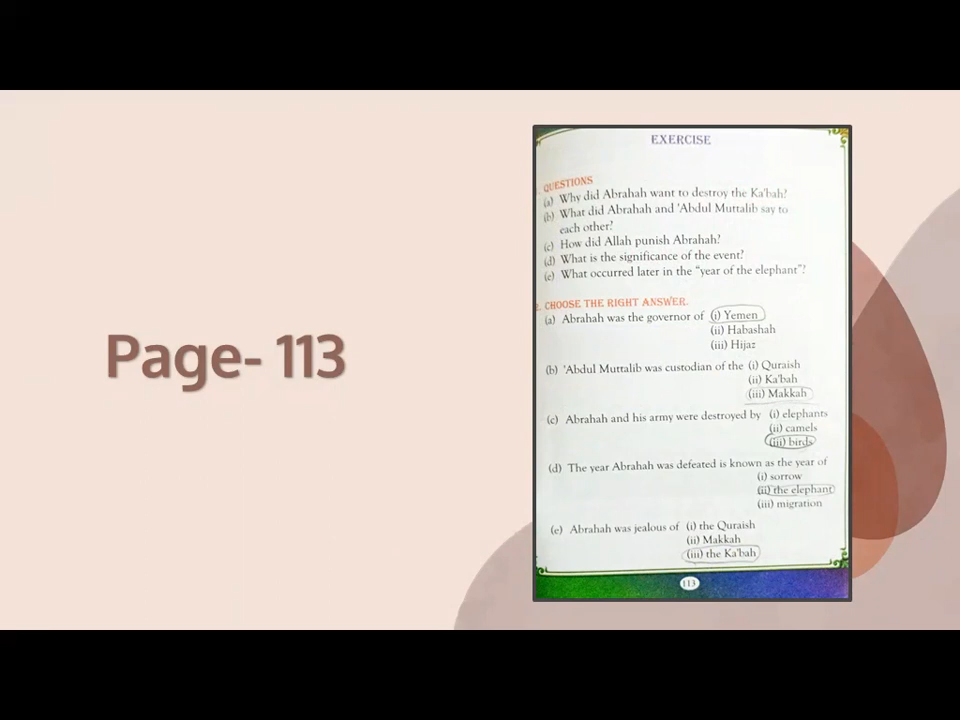 Page- 113
EXERCISE
QUESTIONS
(a) Why did Abrahah want to destroy the Ka'bah?
(b) What did Abrahah and 'Abdul Muttalib say to
each other?
(c) How did Allah punish Abrahah?
(d) What is the significance of the event?
(e) What occurred later in the "year of the elephant"?
2. CHOOSE THE RIGHT ANSWER.
(a) Abrahah was the governor of (i) Yemen
(ii) Habashah
(iii) Hijaz
(b) 'Abdul Muttalib was custodian of the (i) Quraish
(ii) Ka'bah
(iii) Makkah
(c) Abrahah and his army were destroyed by (i) elephants
(ii) camels
(iii) birds
(d) The year Abrahah was defeated is known as the year of
(i) sorrow
(ii) the elephant
(iii) migration
(e) Abrahah was jealous of (i) the Quraish
(ii) Makkah
(iii) the Ka'bah
113